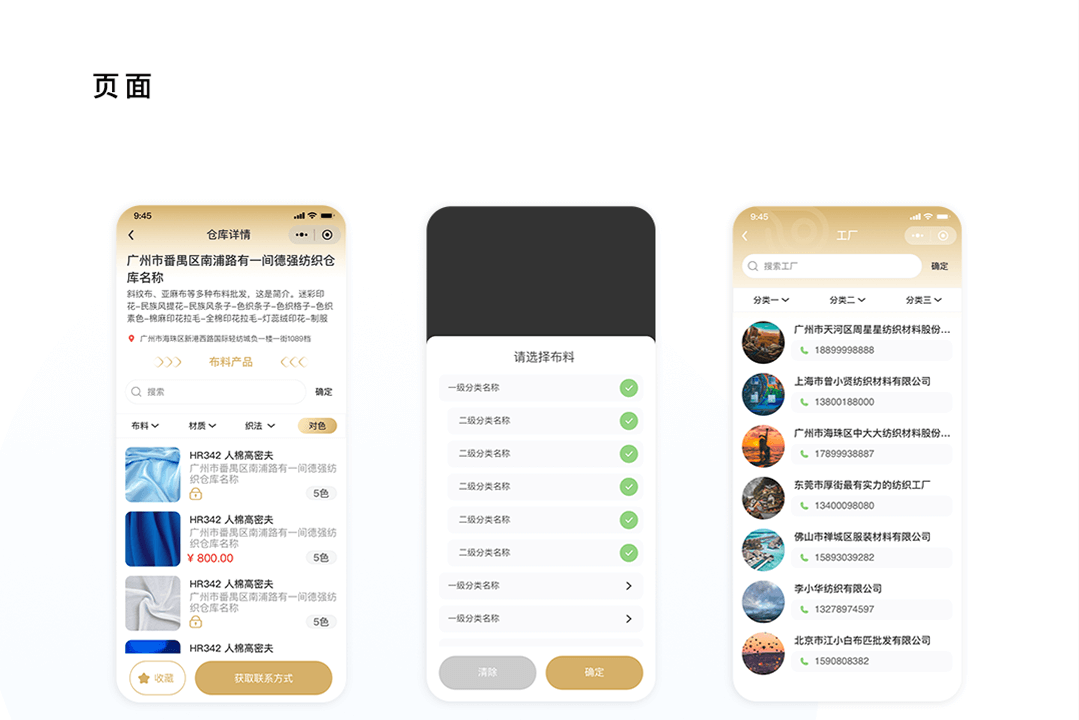 页面
9:45
仓库详情
广州市番禺区南浦路有一间德强纺织仓
库名称
斜纹布、亚麻布等多种布料批发，这是简介。迷彩印
花-民族风提花-民族风条子-色织条子-色织格子-色织
素色-棉麻印花拉毛-全棉印花拉毛-灯蕊绒印花-制服
广州市海珠区新港西路国际轻纺城负一楼一街1089档
布料产品
搜索
确定
布料
材质
织法
对色
HR342 人棉高密夫
广州市番禺区南浦路有一间德强纺
织仓库名称
5色
HR342 人棉高密夫
广州市番禺区南浦路有一间德强纺
织仓库名称
¥ 800.00
5色
HR342 人棉高密夫
广州市番禺区南浦路有一间德强纺
织仓库名称
5色
HR342 人棉高密夫
收藏
获取联系方式
请选择布料
一级分类名称
二级分类名称
二级分类名称
二级分类名称
二级分类名称
二级分类名称
一级分类名称
一级分类名称
清除
确定
9:45
工厂
搜索工厂
确定
分类一
分类二
分类三
广州市天河区周星星纺织材料股份...
18899998888
上海市曾小贤纺织材料有限公司
13800188000
广州市海珠区中大大纺织材料股份...
17899938887
东莞市厚街最有实力的纺织工厂
13400098080
佛山市禅城区服装材料有限公司
15893039282
李小华纺织有限公司
13278974597
北京市江小白布匹批发有限公司
1590808382